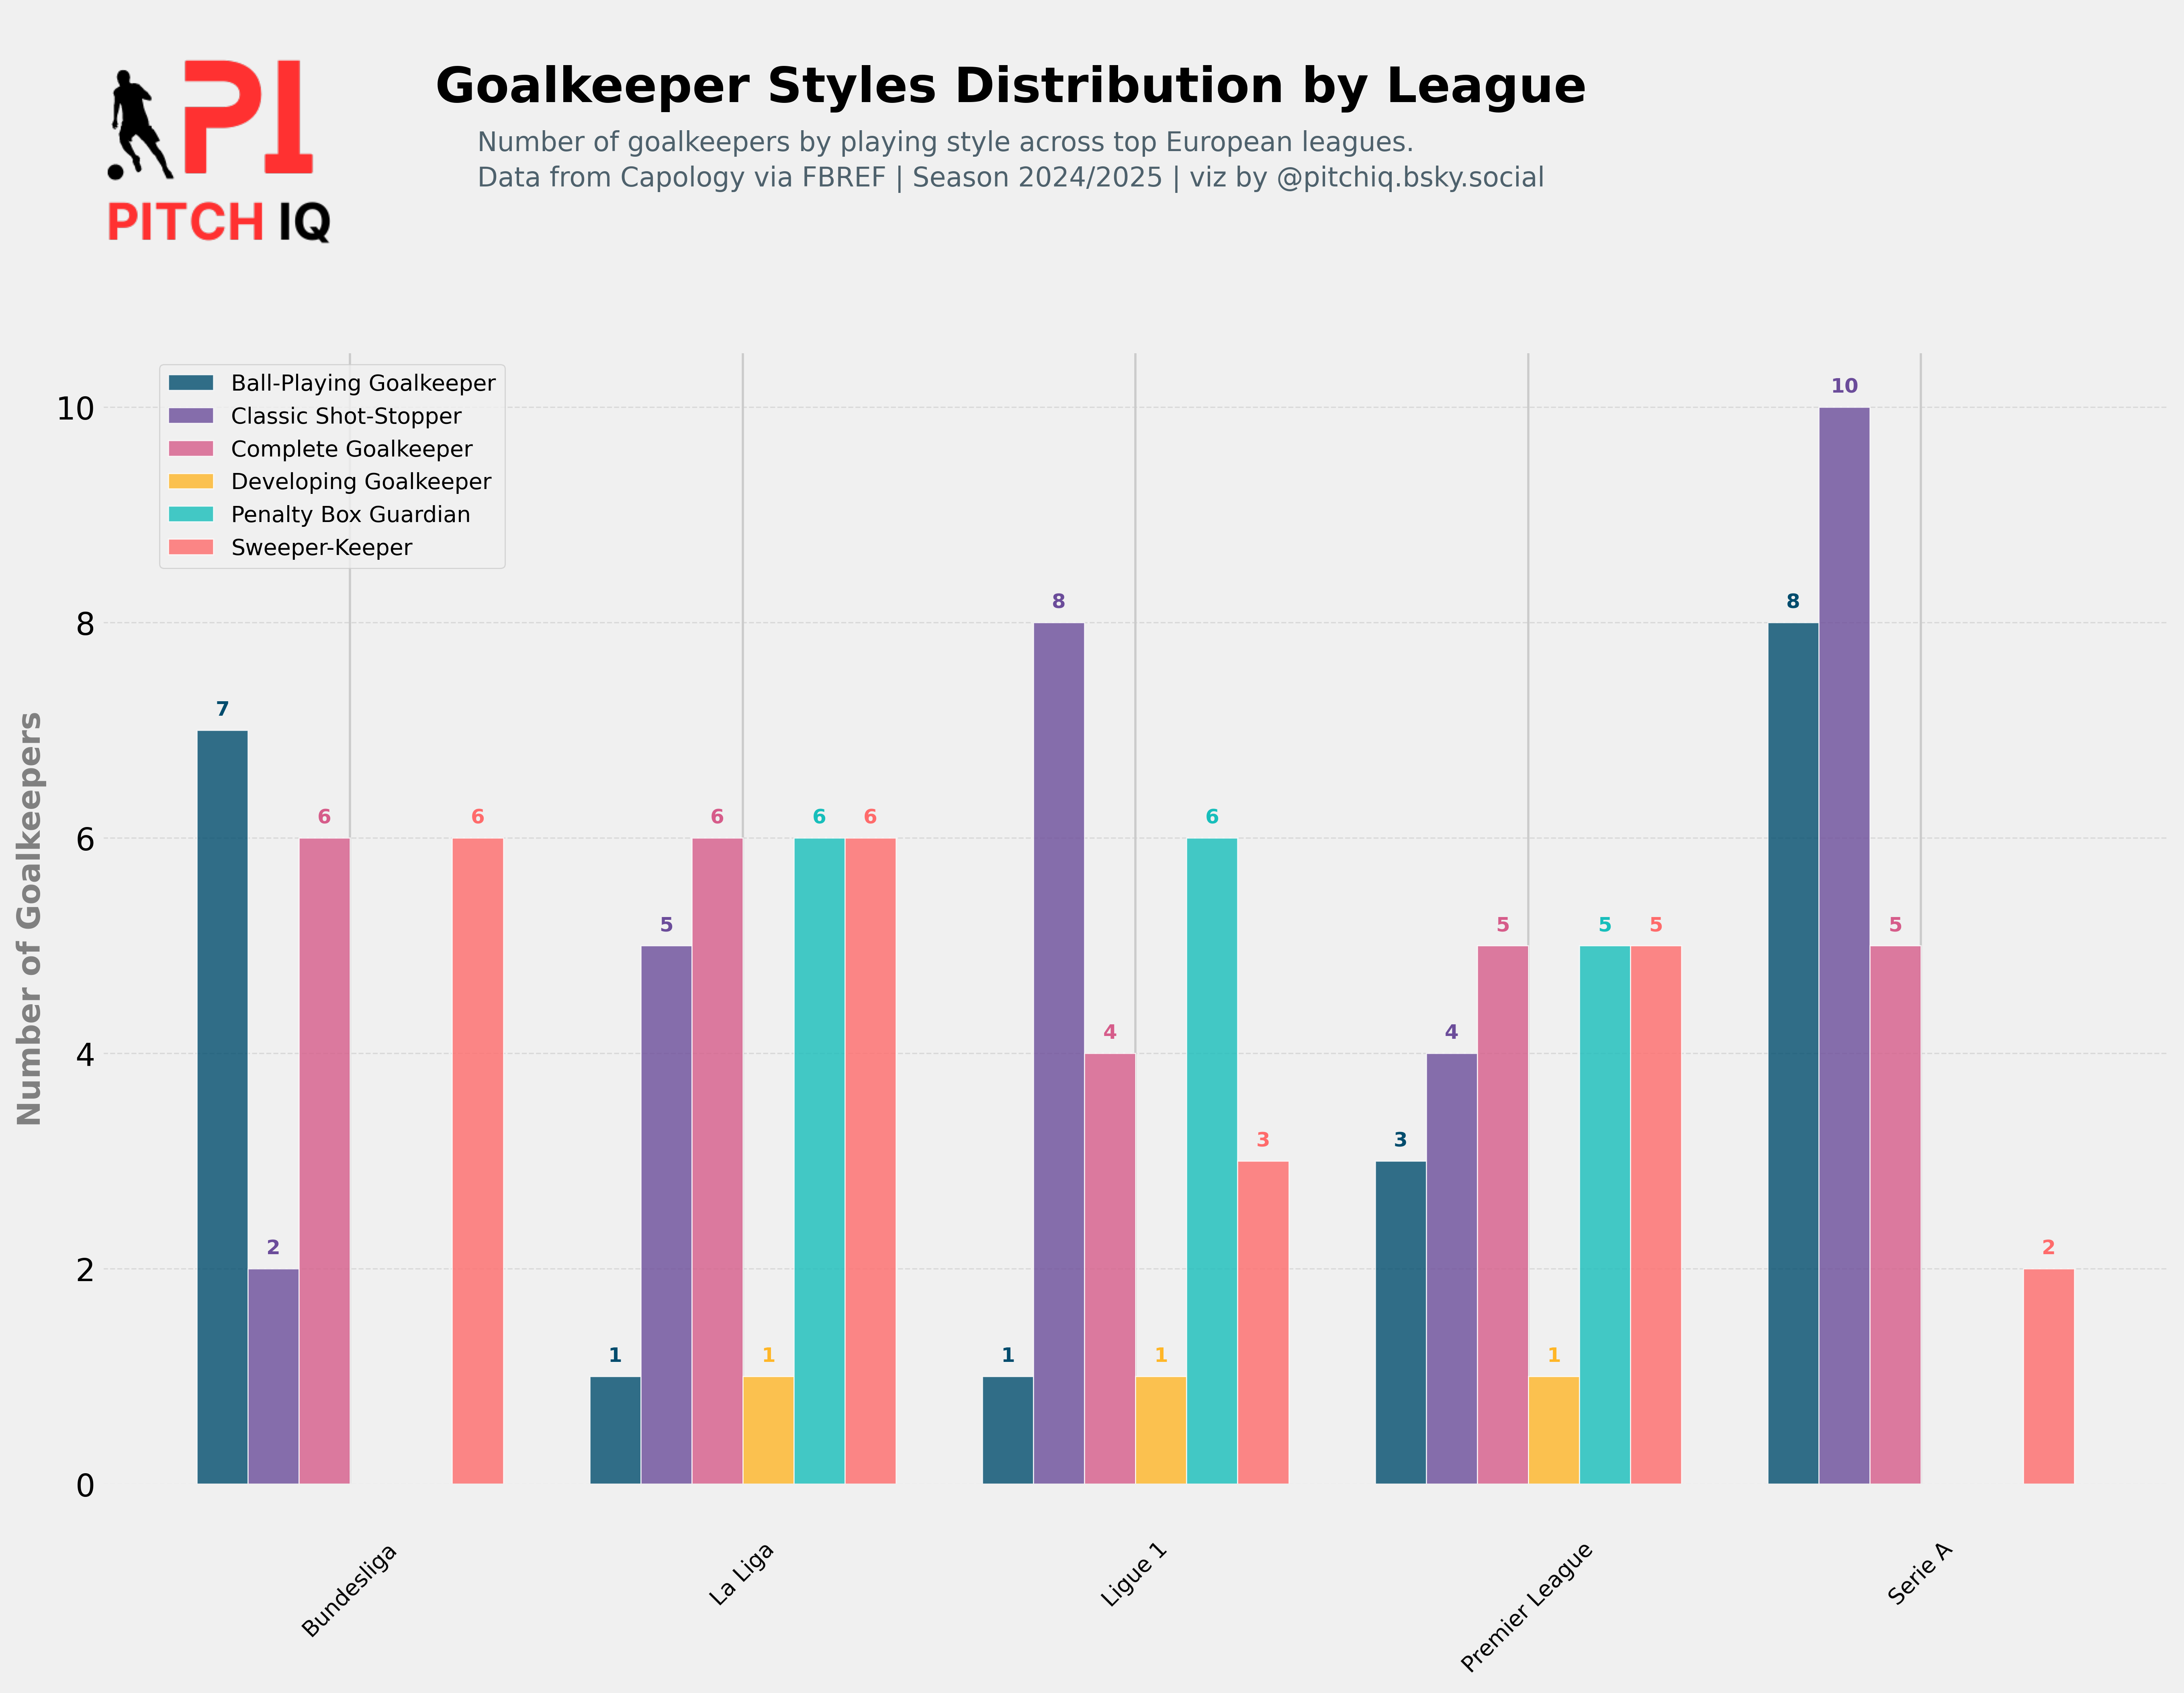 PI
PITCH IQ
Goalkeeper Styles Distribution by League
Number of goalkeepers by playing style across top European leagues.
Data from Capology via FBREF | Season 2024/2025 | viz by @pitchiq.bsky.social
Ball-Playing Goalkeeper
Classic Shot-Stopper
Complete Goalkeeper
Developing Goalkeeper
Penalty Box Guardian
Sweeper-Keeper
Number of Goalkeepers
10
8
6
4
2
0
7
2
6
6
1
5
6
1
6
6
1
8
4
1
6
3
3
4
5
1
5
5
8
10
5
2
Bundesliga
La Liga
Ligue 1
Premier League
Serie A